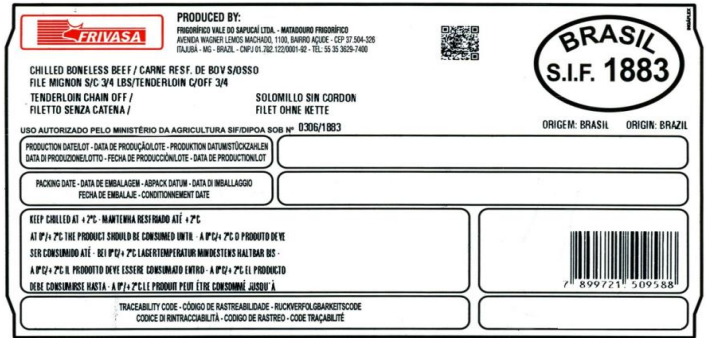 FRIVASA
PRODUCED BY:
FRIGORÍFICO VALE DO SAPUCAÍ LTDA. - MATADOURO FRIGORÍFICO
AVENIDA WAGNER LEMOS MACHADO, 1100, BAIRRO AÇUDE - CEP 37.504-326
ITAJUBÁ - MG - BRAZIL - CNPJ 01.782.122/0001-92 - TEL: 55 35 3629-7400
BRASIL
S.I.F. 1883
CHILLED BONELESS BEEF / CARNE RESF. DE BOV S/OSSO
FILE MIGNON S/C 3/4 LBS/TENDERLOIN C/OFF 3/4
TENDERLOIN CHAIN OFF / SOLOMILLO SIN CORDON
FILETTO SENZA CATENA / FILET OHNE KETTE
USO AUTORIZADO PELO MINISTÉRIO DA AGRICULTURA SIF/DIPOA SOB Nº 0306/1883
ORIGEM: BRASIL ORIGIN: BRAZIL
PRODUCTION DATE/LOT - DATA DE PRODUÇÃO/LOTE - PRODUKTION DATUM/STÜCKZAHLEN
DATA DI PRODUZIONE/LOTTO - FECHA DE PRODUCCIÓN/LOTE - DATA DE PRODUCTION/LOT
PACKING DATE - DATA DE EMBALAGEM - ABPACK DATUM - DATA DI IMBALLAGGIO
FECHA DE EMBALAJE - CONDITIONNEMENT DATE
KEEP CHILLED AT + 2°C - MANTENHA RESFRIADO ATÉ + 2°C
AT 0°/+ 2°C THE PRODUCT SHOULD BE CONSUMED UNTIL - A 0°C/+ 2°C O PRODUTO DEVE
SER CONSUMIDO ATÉ - BEI 0°C/+ 2°C LAGERTEMPERATUR MINDESTENS HALTBAR BIS -
A 0°C/+ 2°C IL PRODOTTO DEVE ESSERE CONSUMATO ENTRO - A 0°C/+ 2°C EL PRODUCTO
DEBE CONSUMIRSE HASTA - A 0°/+ 2°C LE PRODUIT PEUT ÊTRE CONSOMMÉ JUSQU'À
7 899721 509588
TRACEABILITY CODE - CÓDIGO DE RASTREABILIDADE - RUCKVERFOLGBARKEITSCODE
CODICE DI RINTRACCIABILITÀ - CODIGO DE RASTREO - CODE TRAÇABILITÉ